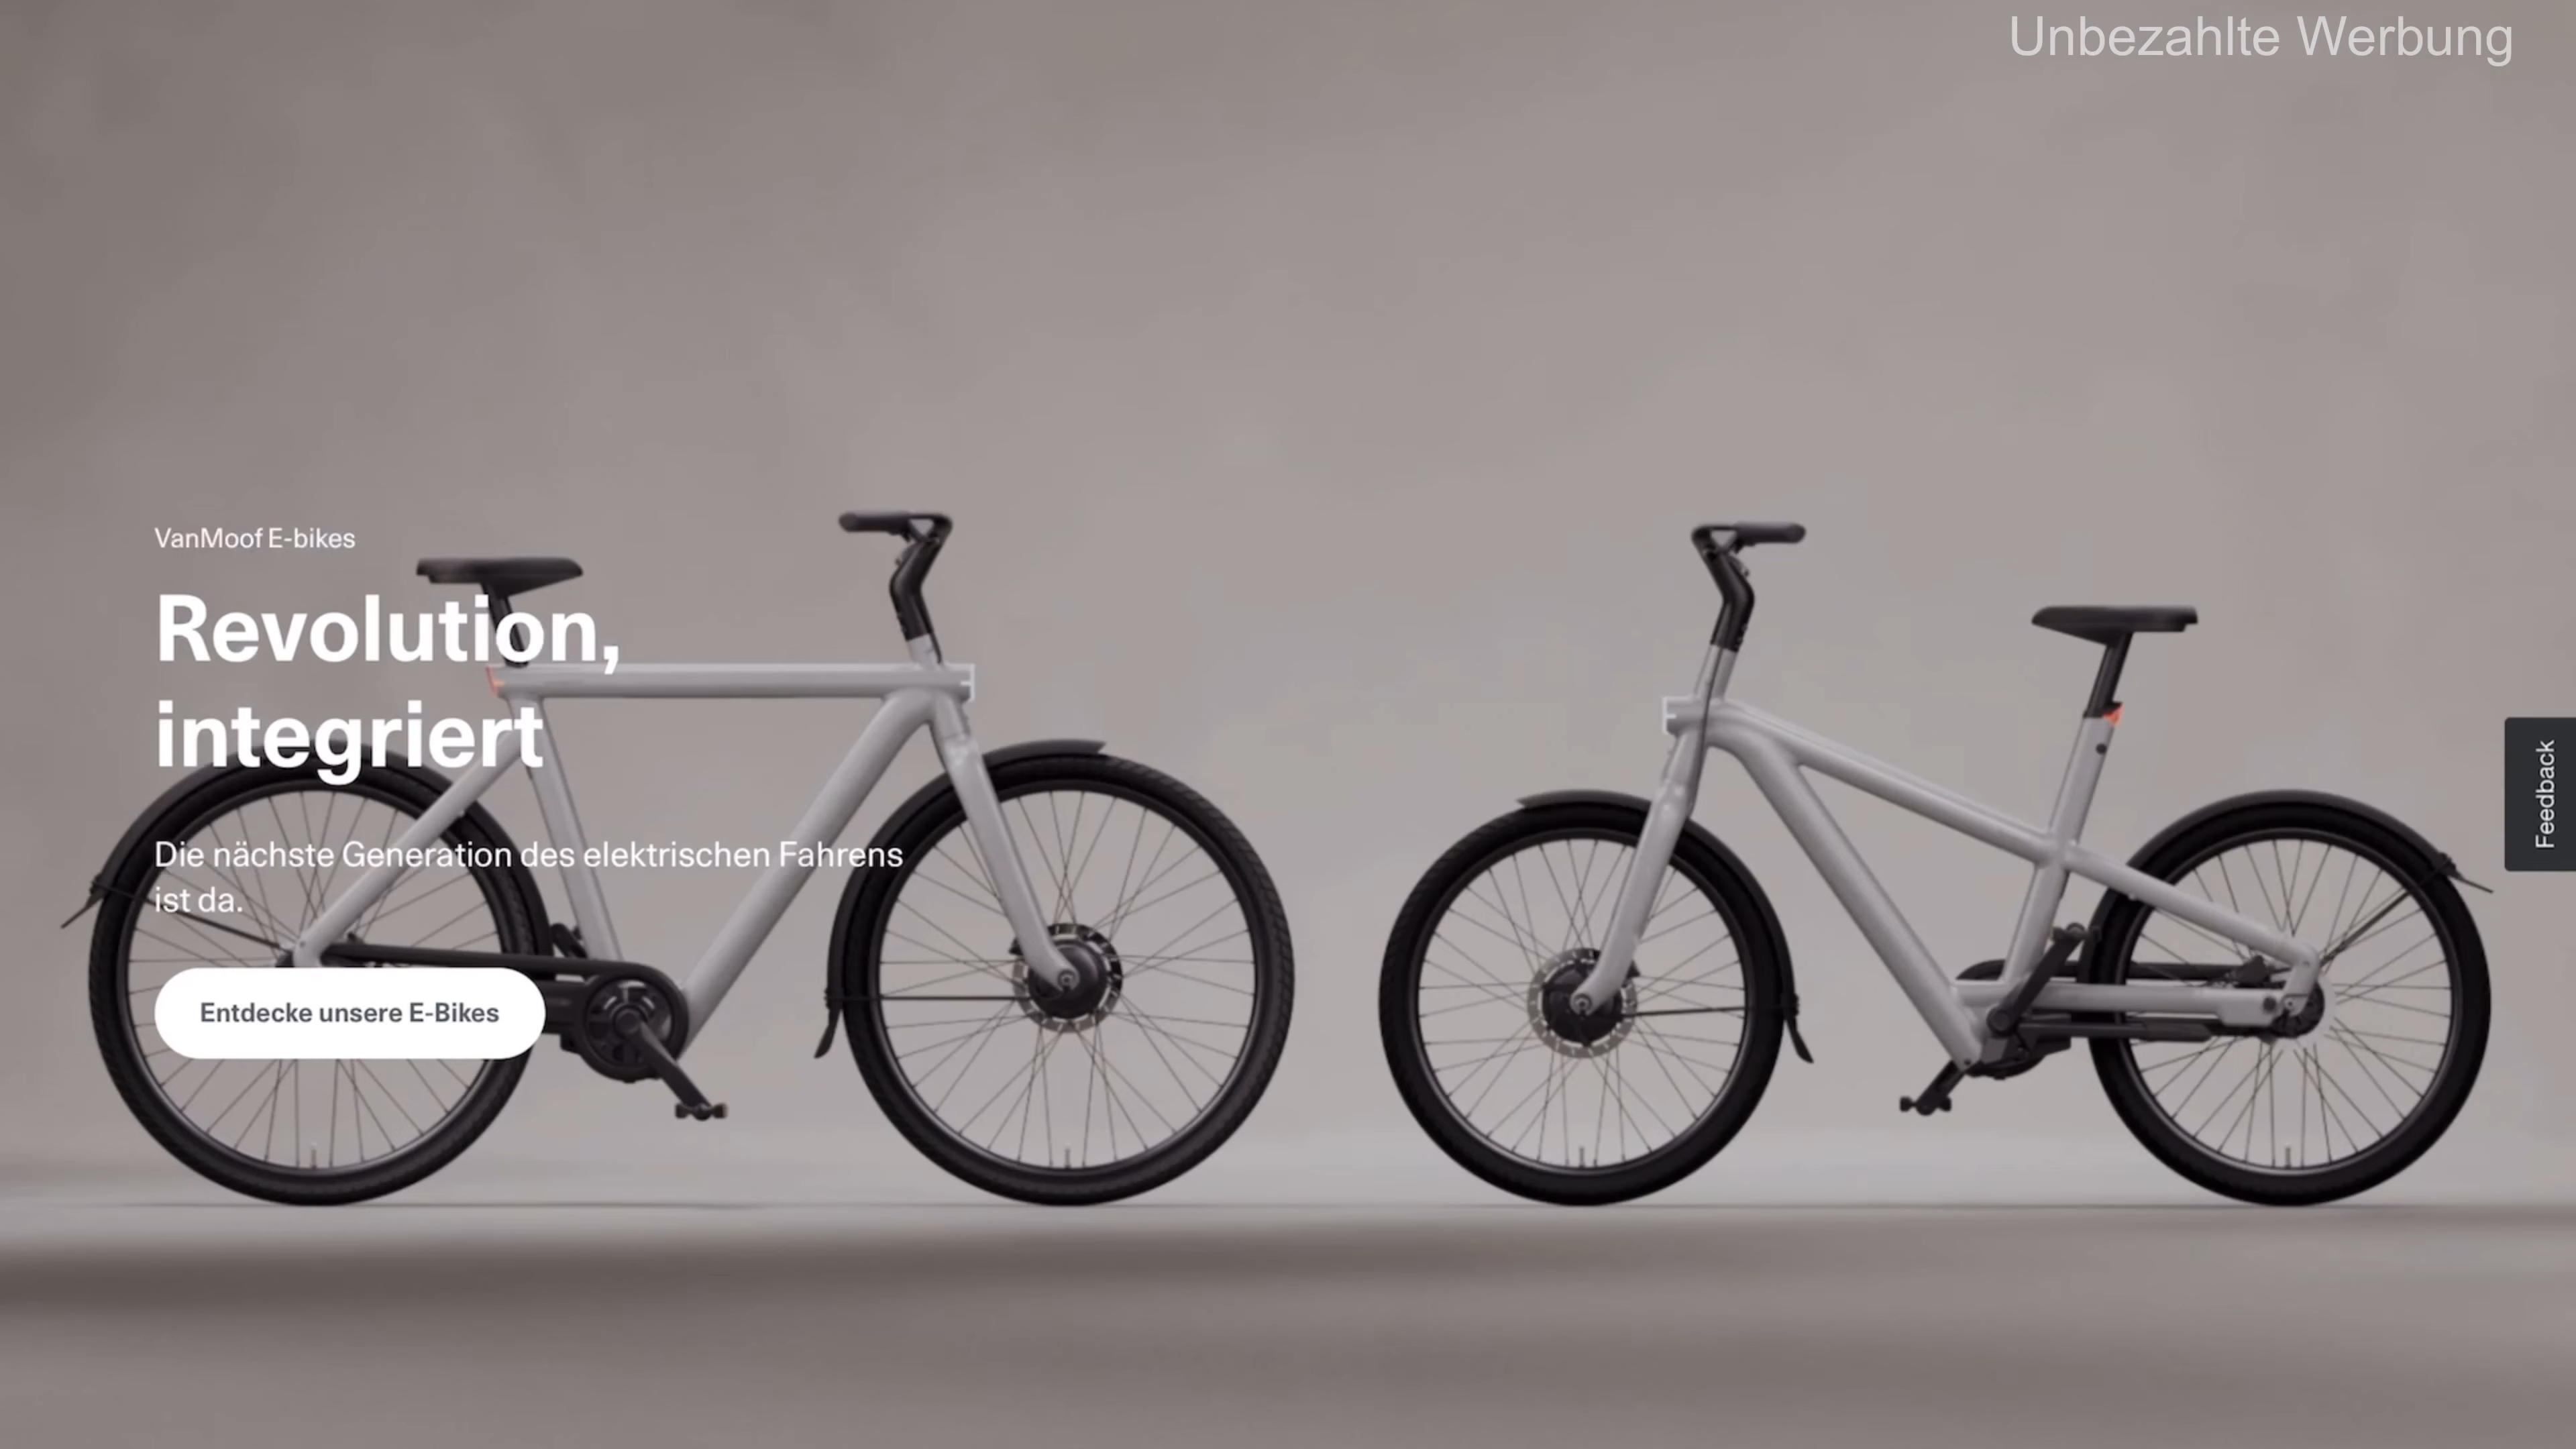 Unbezahlte Werbung
VanMoof E-bikes
Revolution,
integriert
Die nächste Generation des elektrischen Fahrens
ist da.
Entdecke unsere E-Bikes
Feedback